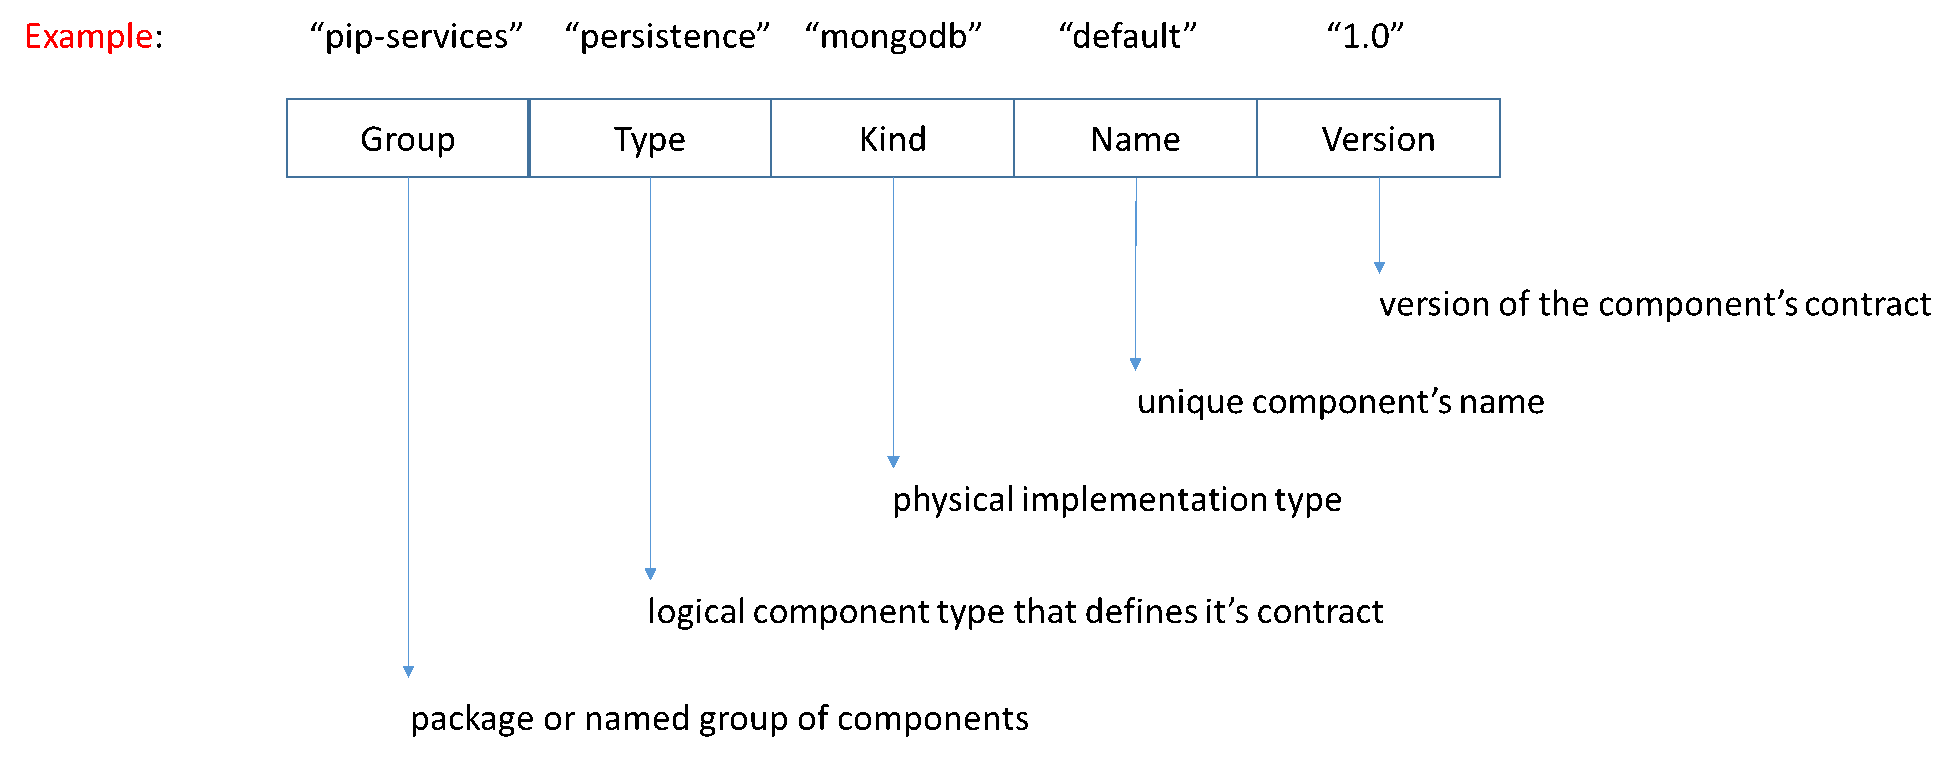 Example: “pip-services” “persistence” “mongodb” “default” “1.0”
Group Type Kind Name Version
version of the component’s contract
unique component’s name
physical implementation type
logical component type that defines it’s contract
package or named group of components